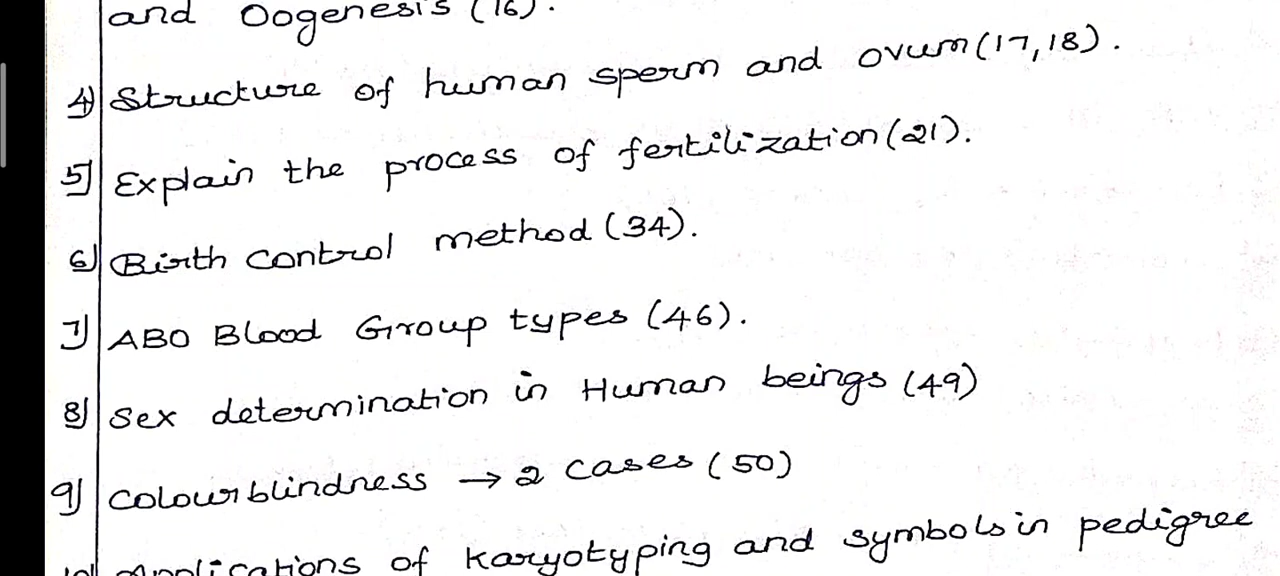 and Oogenesis (16).
4) Structure of human sperm and ovum (17,18).
5) Explain the process of fertilization (21).
6) Birth control method (34).
7) ABO Blood Group types (46).
8) Sex determination in Human beings (49)
9) Colourblindness → 2 cases (50)
10) Applications of Karyotyping and symbols in pedigree